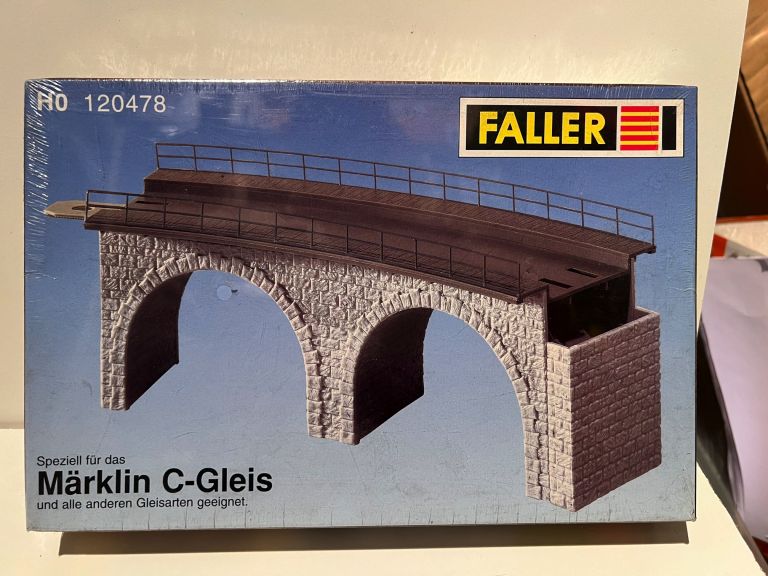 H0 120478
FALLER
Speziell für das
Märklin C-Gleis
und alle anderen Gleisarten geeignet.